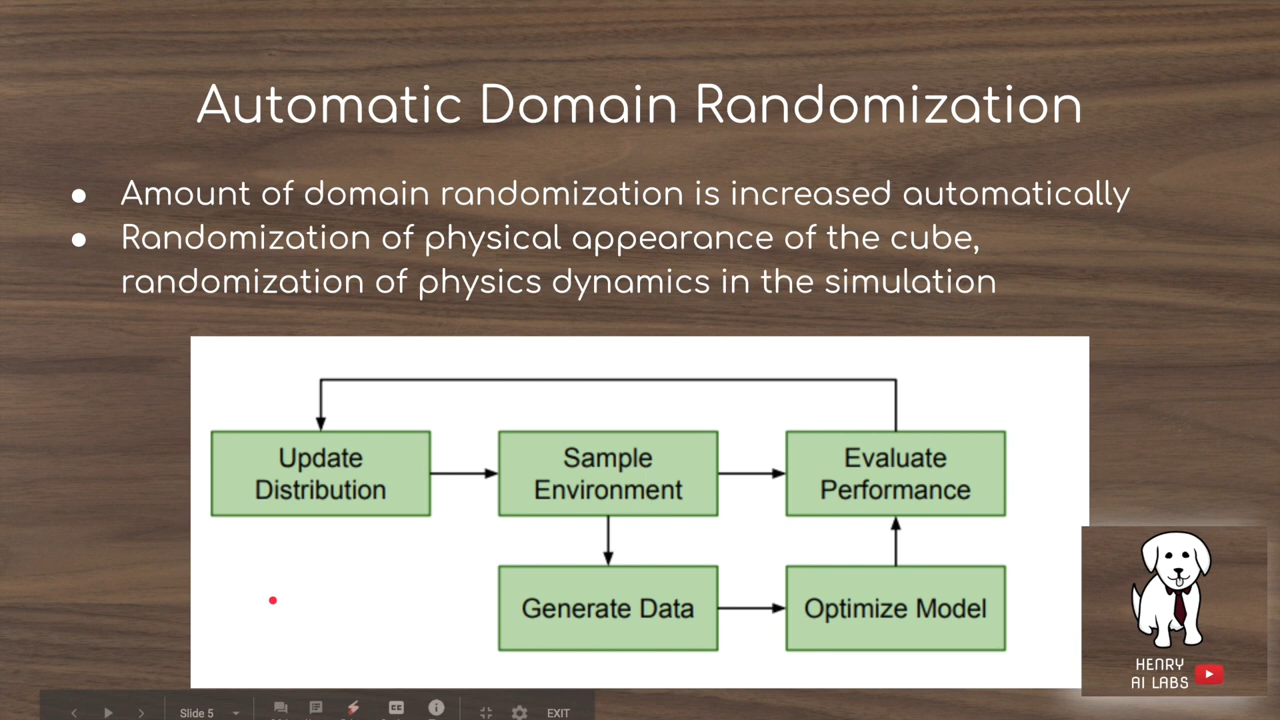 Automatic Domain Randomization
● Amount of domain randomization is increased automatically
● Randomization of physical appearance of the cube,
randomization of physics dynamics in the simulation
Update
Distribution
Sample
Environment
Evaluate
Performance
Generate Data
Optimize Model
HENRY
AI LABS
Slide 5
CC
EXIT